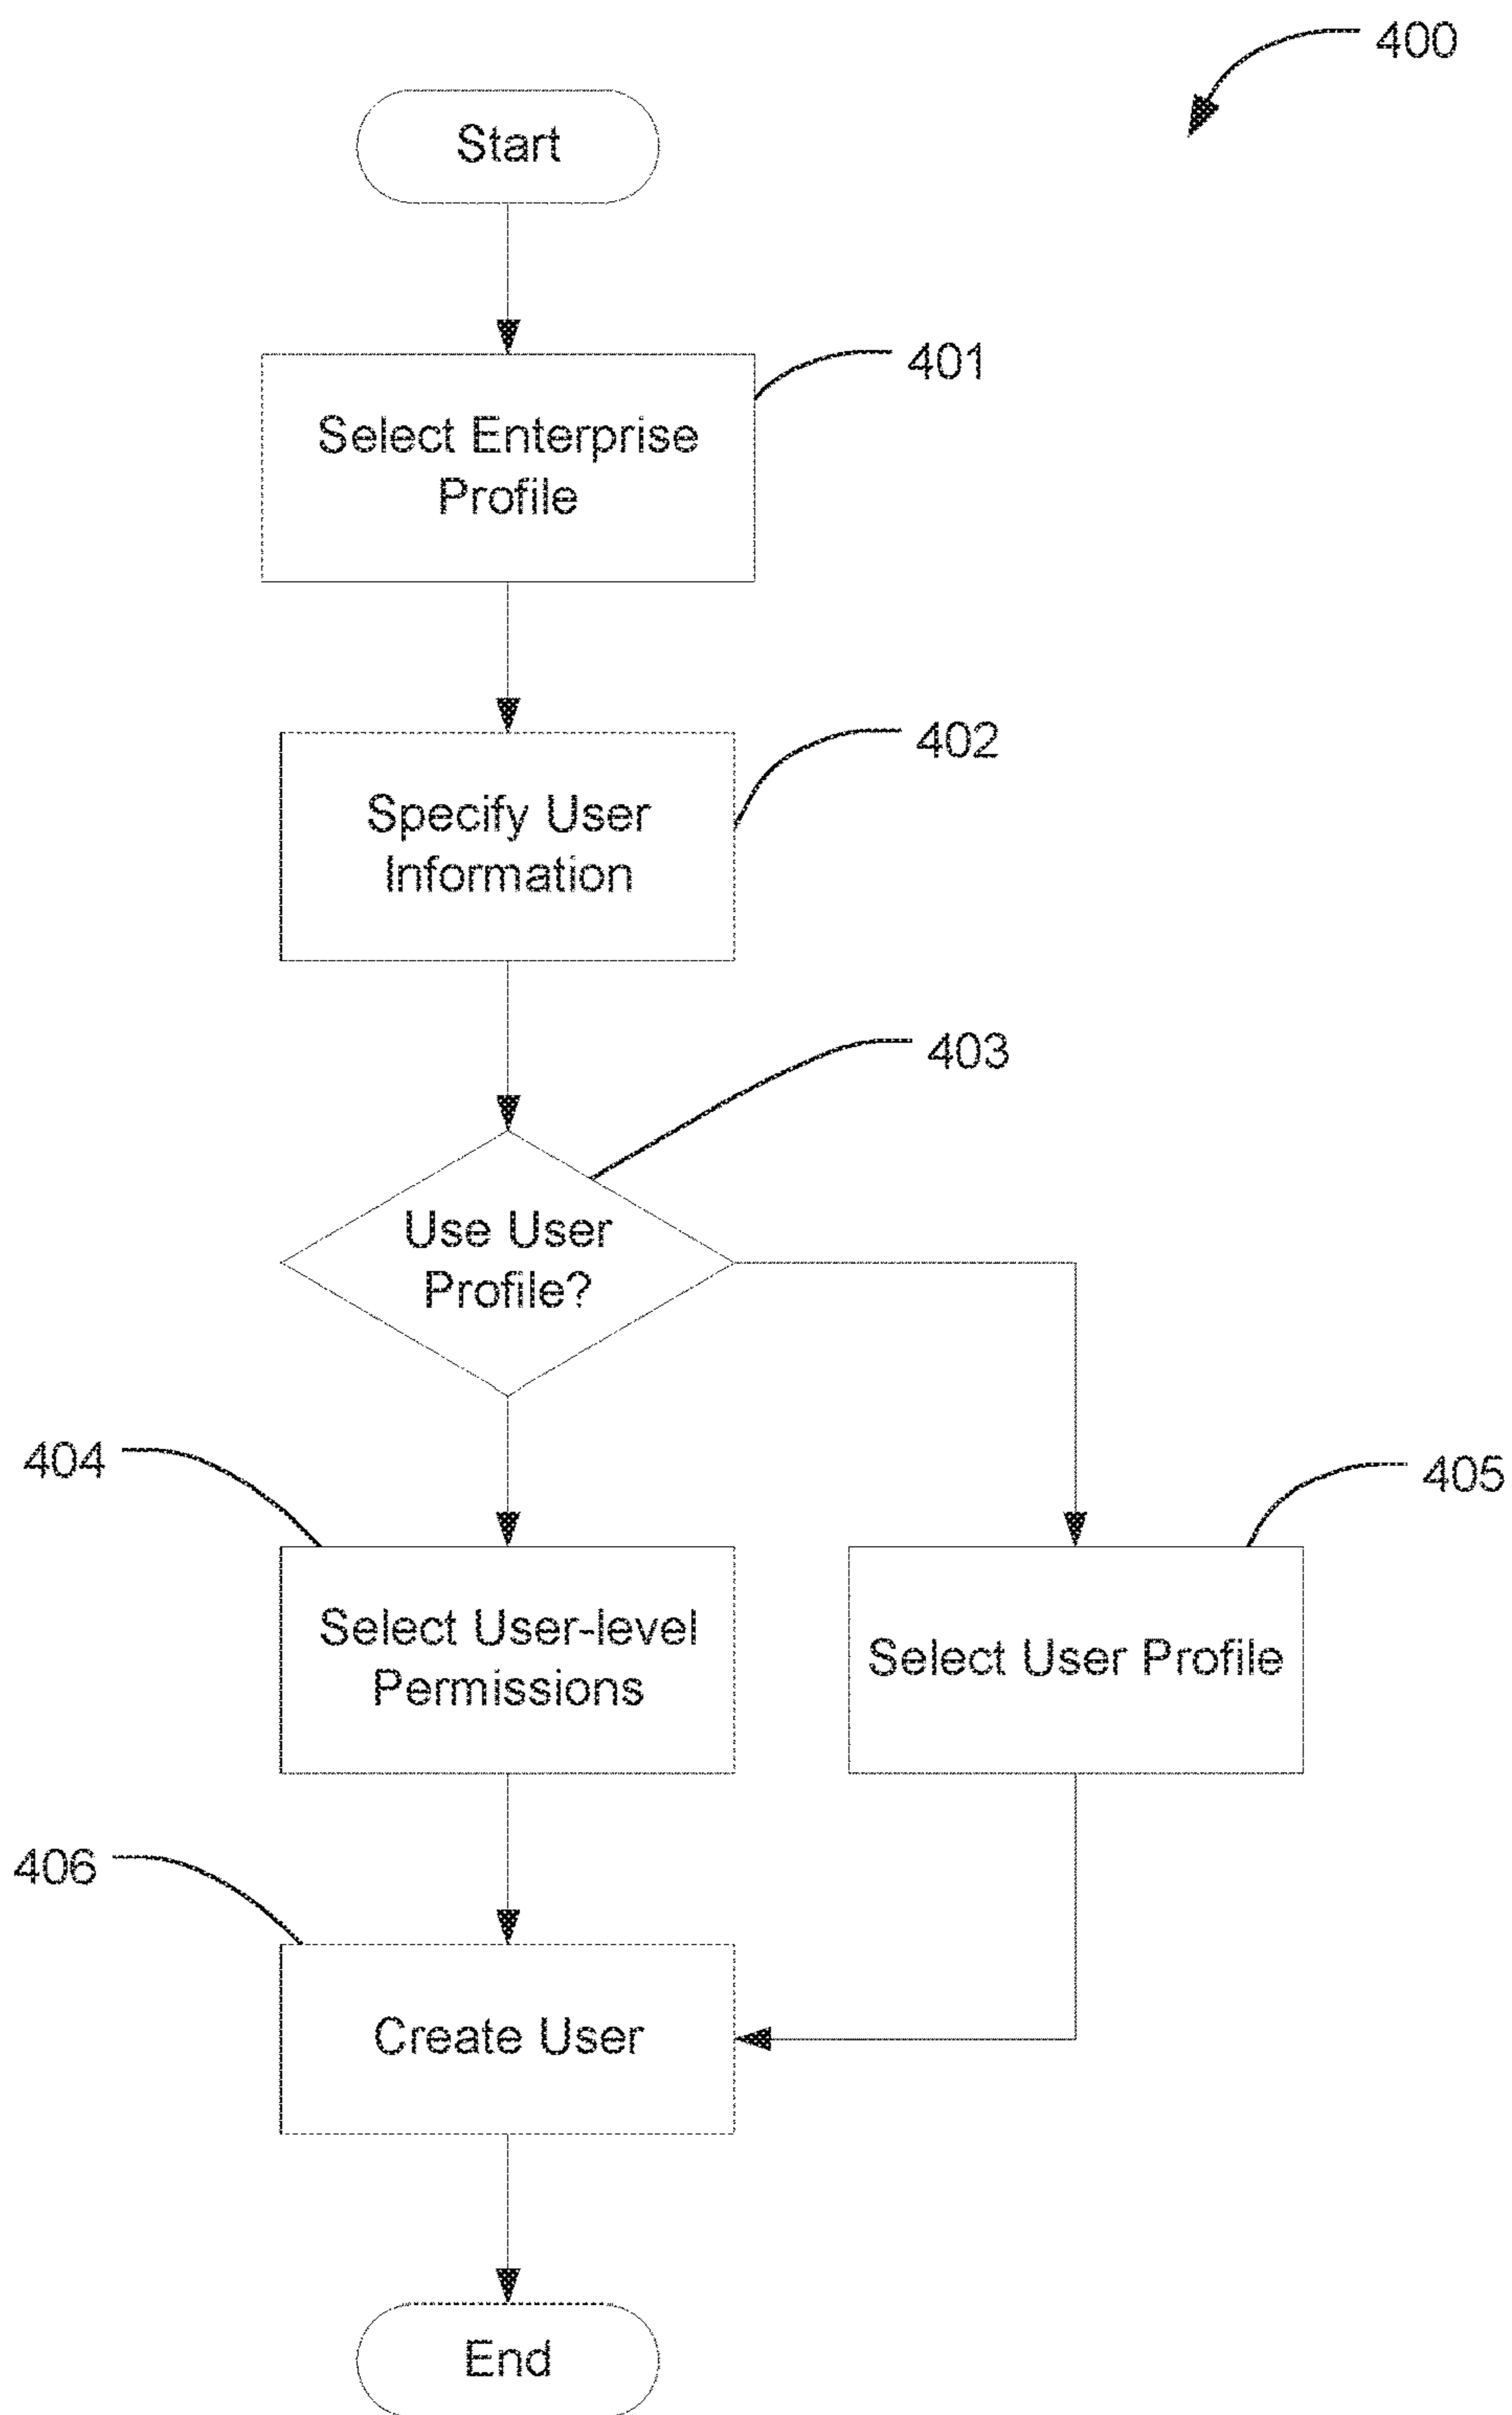 400
Start
401
Select Enterprise
Profile
402
Specify User
Information
403
Use User
Profile?
404
405
Select User-level
Permissions
Select User Profile
406
Create User
End